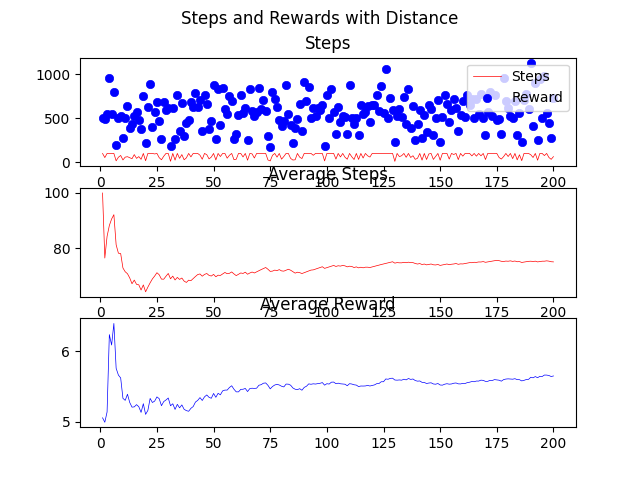 Steps and Rewards with Distance
Steps
1000
500
0
Steps
Reward
0 25 50 75 100 125 150 175 200
Average Steps
100
80
0 25 50 75 100 125 150 175 200
Average Reward
6
5
0 25 50 75 100 125 150 175 200